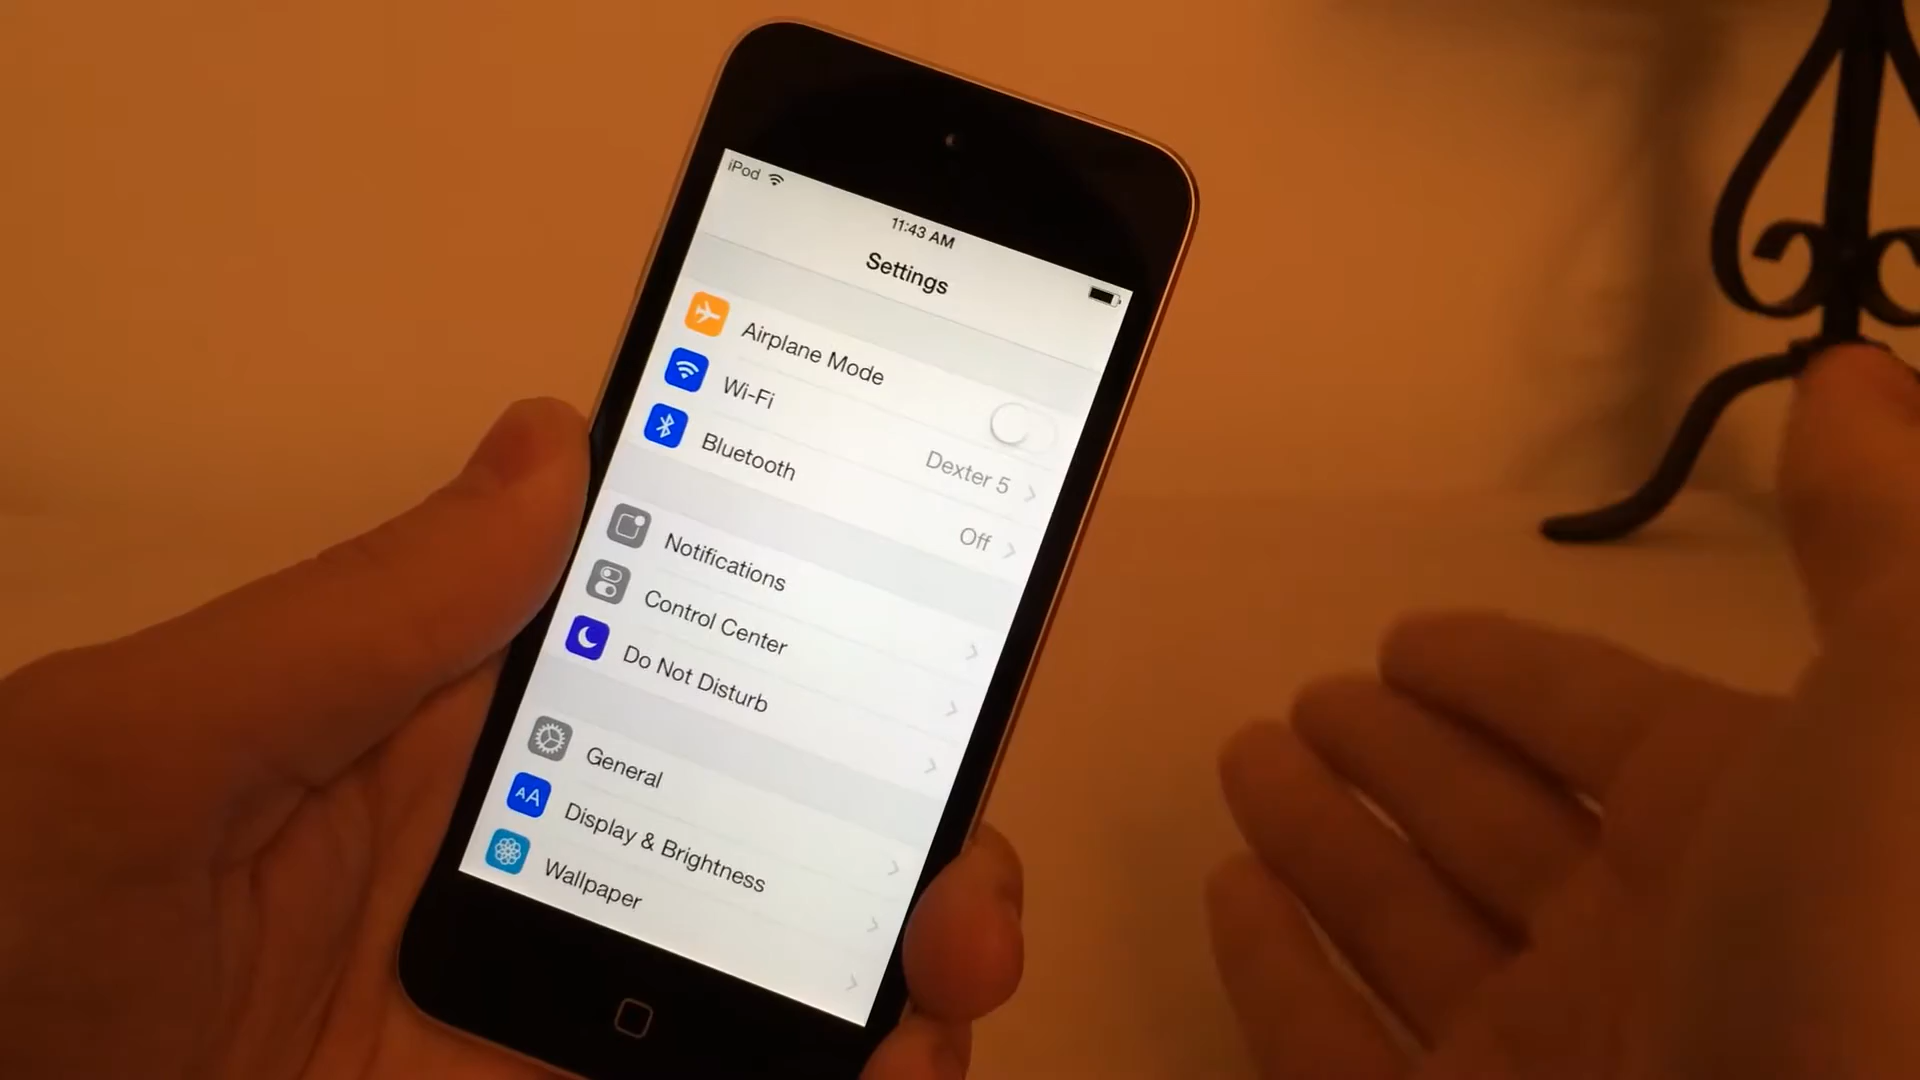 iPod
11:43 AM
Settings
Airplane Mode
Wi-Fi
Dexter 5
Bluetooth
Off
Notifications
Control Center
Do Not Disturb
General
AA
Display & Brightness
Wallpaper